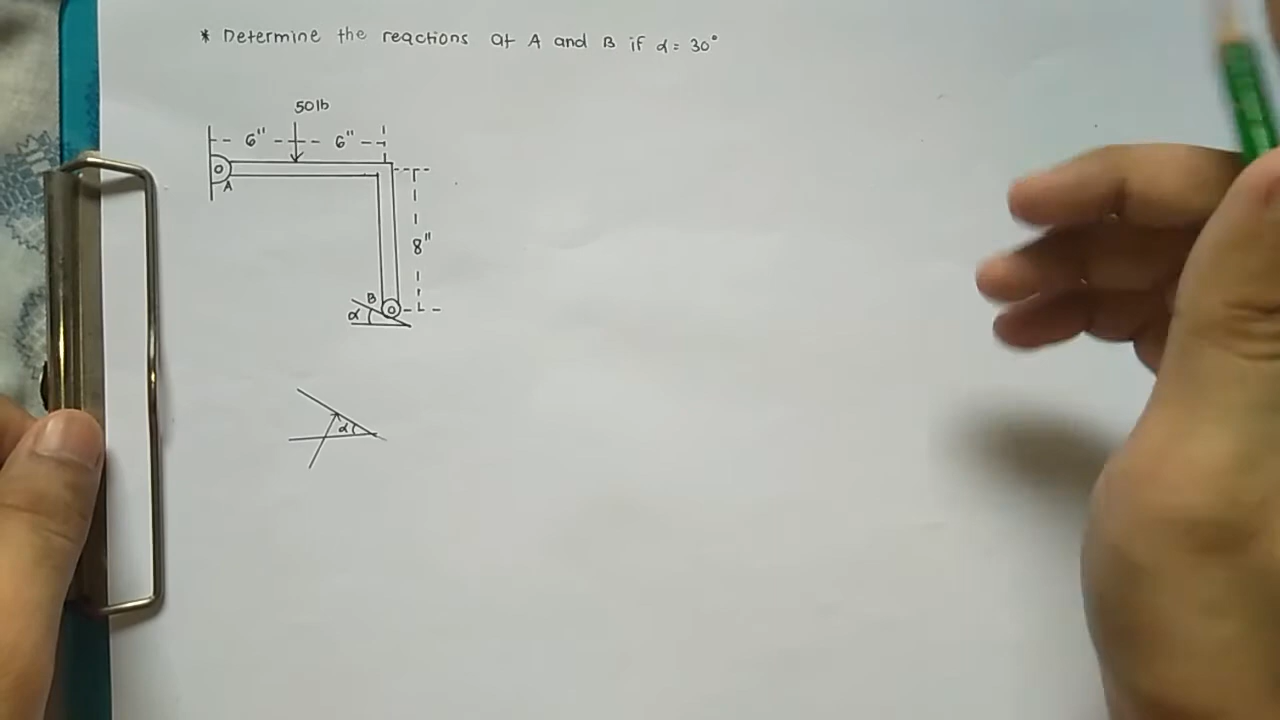 * Determine the reactions at A and B if α = 30°
50lb
6" 6"
A
8"
B
α
α